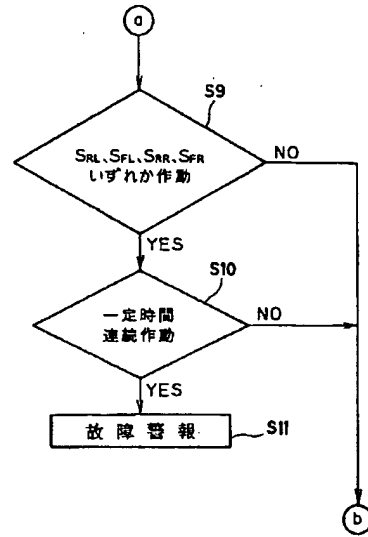 a
S9
SRL、SFL、SRR、SFR
いずれか作動
NO
YES
S10
一定時間
連続作動
NO
YES
故障警報
S11
b